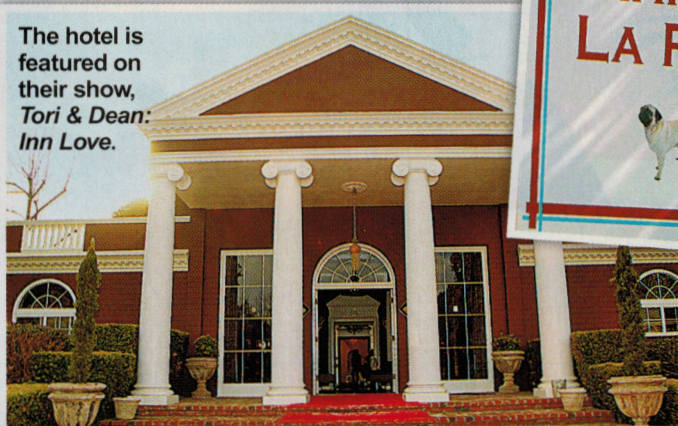 The hotel is
featured on
their show,
Tori & Dean:
Inn Love.
LA